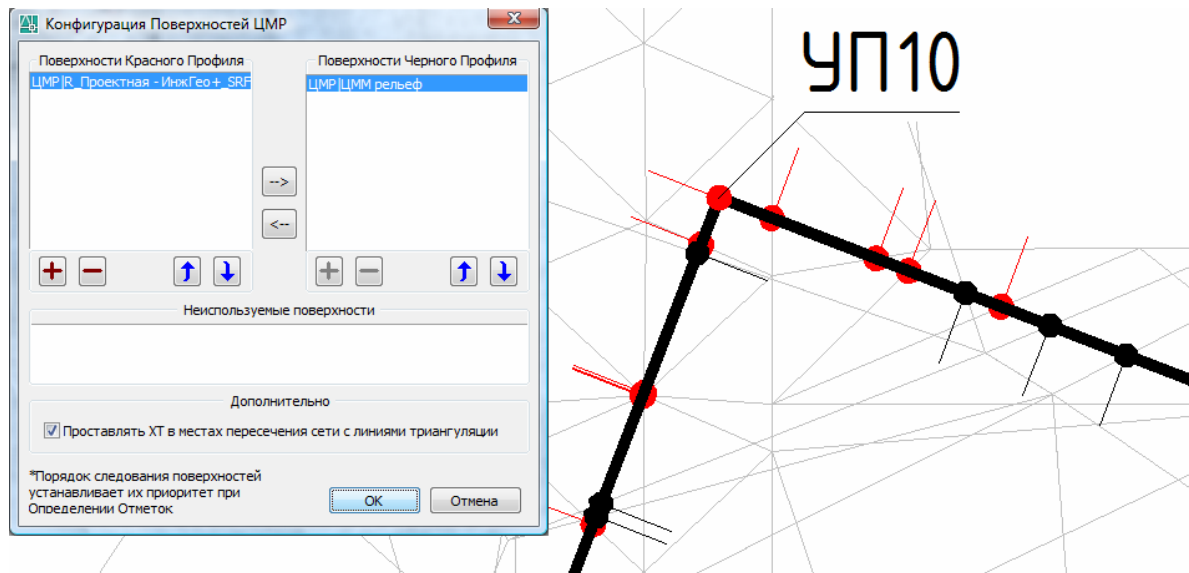 Конфигурация Поверхностей ЦМР
Поверхности Красного Профиля
Поверхности Черного Профиля
ЦМР|R_Проектная - ИнжГео+_SRF
ЦМР|ЦММ рельеф
-->
<--
Неиспользуемые поверхности
Дополнительно
Проставлять ХТ в местах пересечения сети с линиями триангуляции
*Порядок следования поверхностей
устанавливает их приоритет при
Определении Отметок
OK
Отмена
УП10